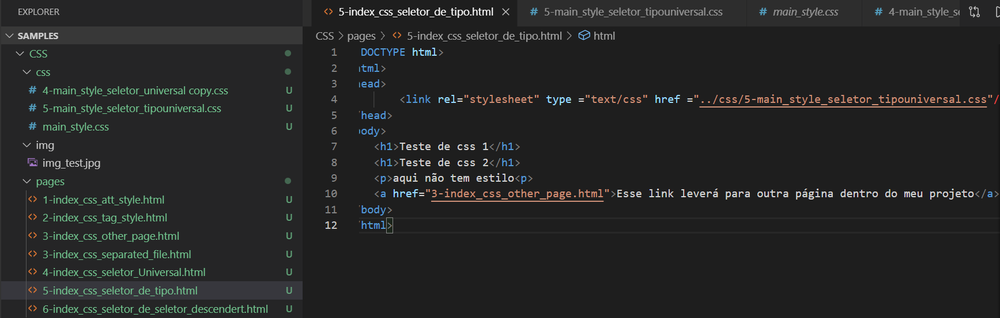 EXPLORER
SAMPLES
CSS
css
# 4-main_style_seletor_universal copy.css U
# 5-main_style_seletor_tipouniversal.css U
# main_style.css U
img
img_test.jpg
pages
<> 1-index_css_att_style.html U
<> 2-index_css_tag_style.html U
<> 3-index_css_other_page.html U
<> 3-index_css_separated_file.html U
<> 4-index_css_seletor_Universal.html U
<> 5-index_css_seletor_de_tipo.html U
<> 6-index_css_seletor_de_seletor_descendert.html U
<> 5-index_css_seletor_de_tipo.html # 5-main_style_seletor_tipouniversal.css # main_style.css # 4-main_style_se
CSS > pages > <> 5-index_css_seletor_de_tipo.html > html
1 DOCTYPE html>
2 tml>
3 ead>
4 <link rel="stylesheet" type ="text/css" href ="../css/5-main_style_seletor_tipouniversal.css"/
5 /head>
6 body>
7 <h1>Teste de css 1</h1>
8 <h1>Teste de css 2</h1>
9 <p>aqui não tem estilo<p>
10 <a href="3-index_css_other_page.html">Esse link leverá para outra página dentro do meu projeto</a>
11 /body>
12 /html>